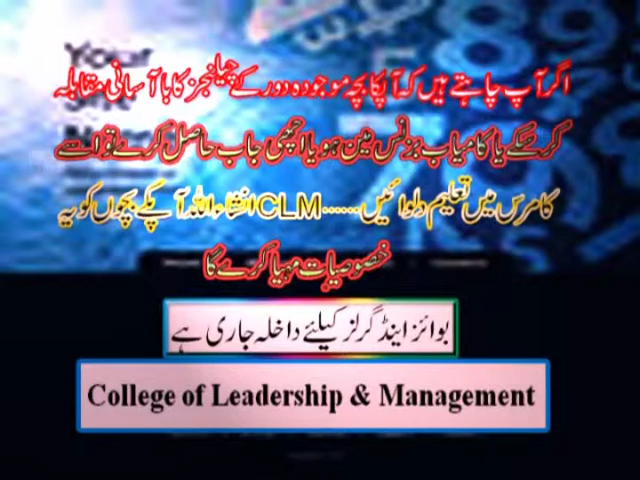 اگر آپ چاہتے ہیں کہ آپکا بچہ موجودہ دور کے چیلنجز کا با آسانی مقابلہ
کر سکے یا کامیاب بزنس مین ہو یا اچھی جاب حاصل کرے تو اسے
کامرس میں تعلیم دلوائیں ......CLM انشاءاللہ آپکے بچوں کو یہ
خصوصیات مہیا کرے گا
بوائز اینڈ گرلز کیلئے داخلہ جاری ہے
College of Leadership & Management